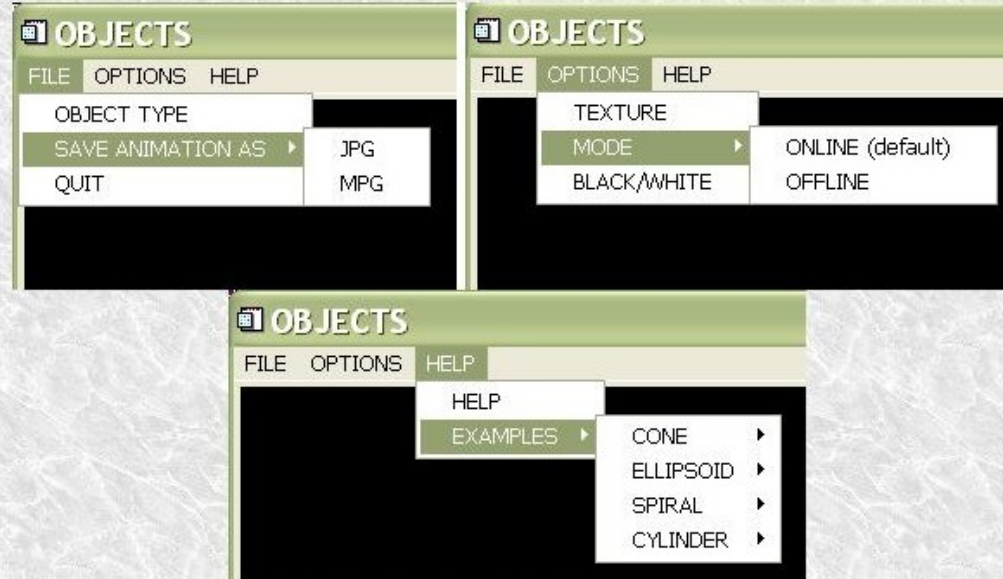 OBJECTS
FILE OPTIONS HELP
OBJECT TYPE
SAVE ANIMATION AS
JPG
QUIT
MPG
OBJECTS
FILE OPTIONS HELP
TEXTURE
MODE
ONLINE (default)
BLACK/WHITE
OFFLINE
OBJECTS
FILE OPTIONS HELP
HELP
EXAMPLES
CONE
ELLIPSOID
SPIRAL
CYLINDER